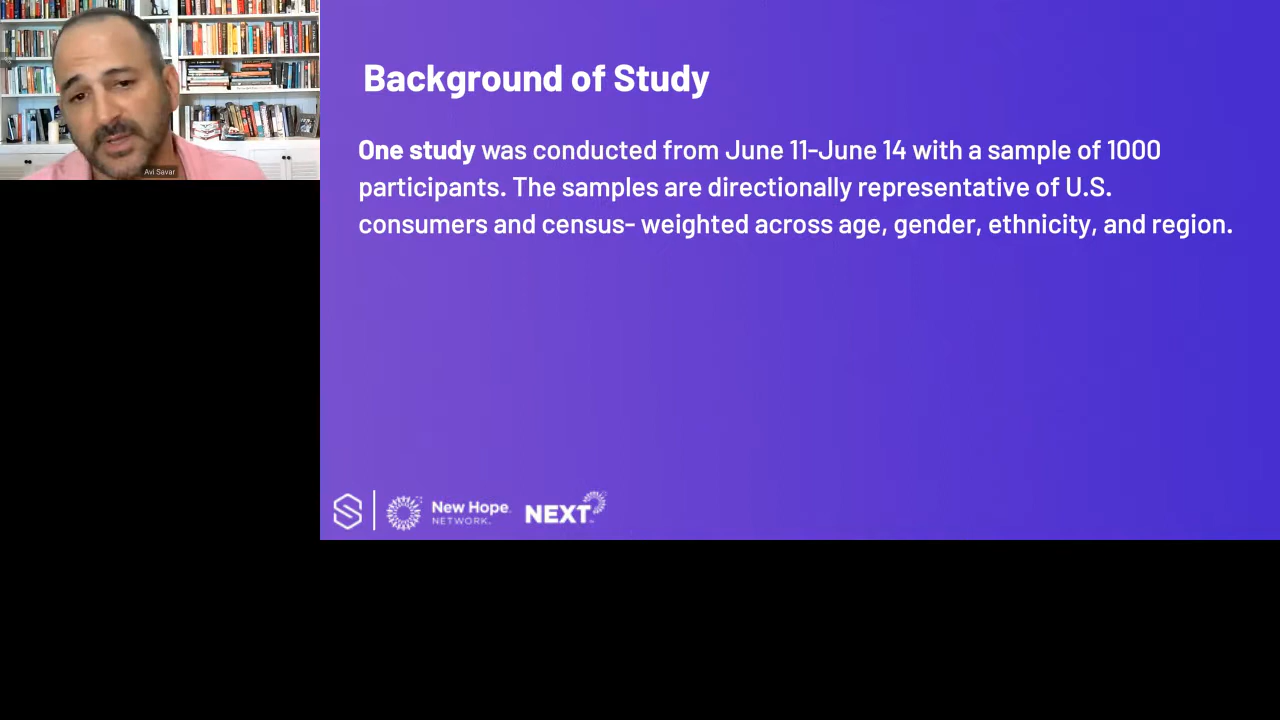 Avi Savar
Background of Study
One study was conducted from June 11-June 14 with a sample of 1000
participants. The samples are directionally representative of U.S.
consumers and census- weighted across age, gender, ethnicity, and region.
New Hope
NETWORK.
NEXT